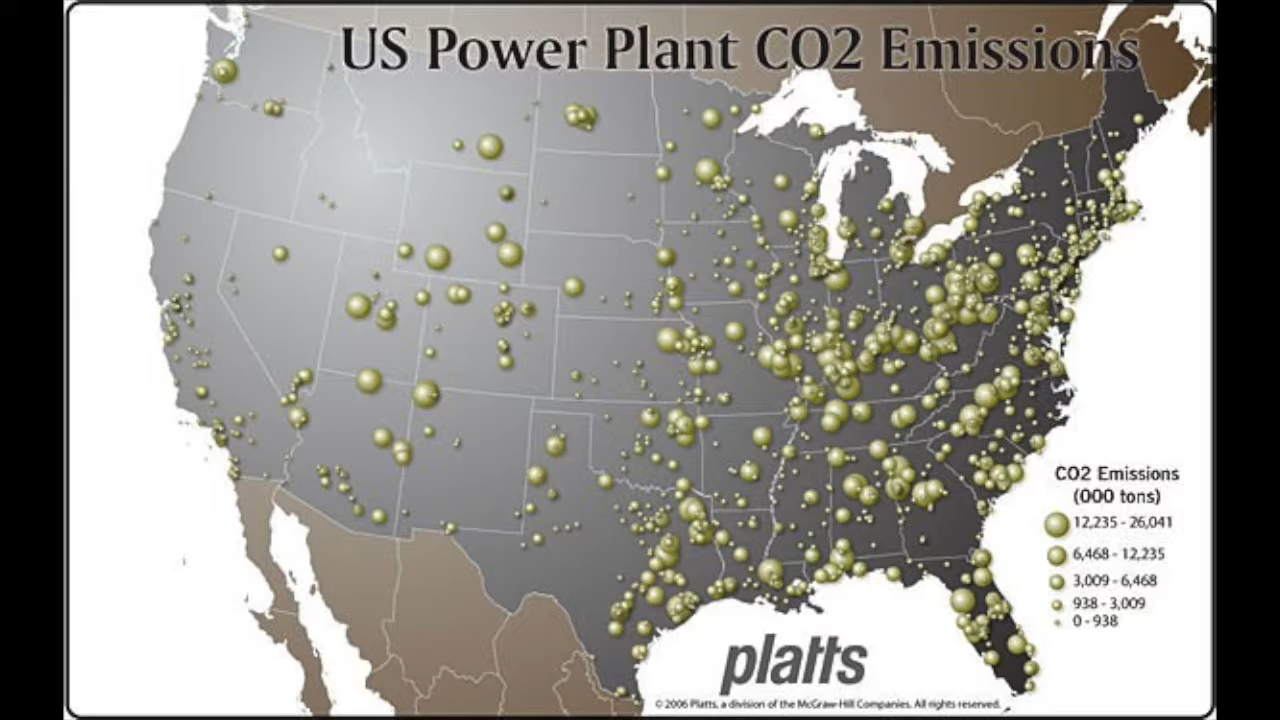 US Power Plant CO2 Emissions
CO2 Emissions
(000 tons)
12,235 - 26,041
6,468 - 12,235
3,009 - 6,468
938 - 3,009
0 - 938
platts
© 2006 Platts, a division of the McGraw-Hill Companies. All rights reserved.